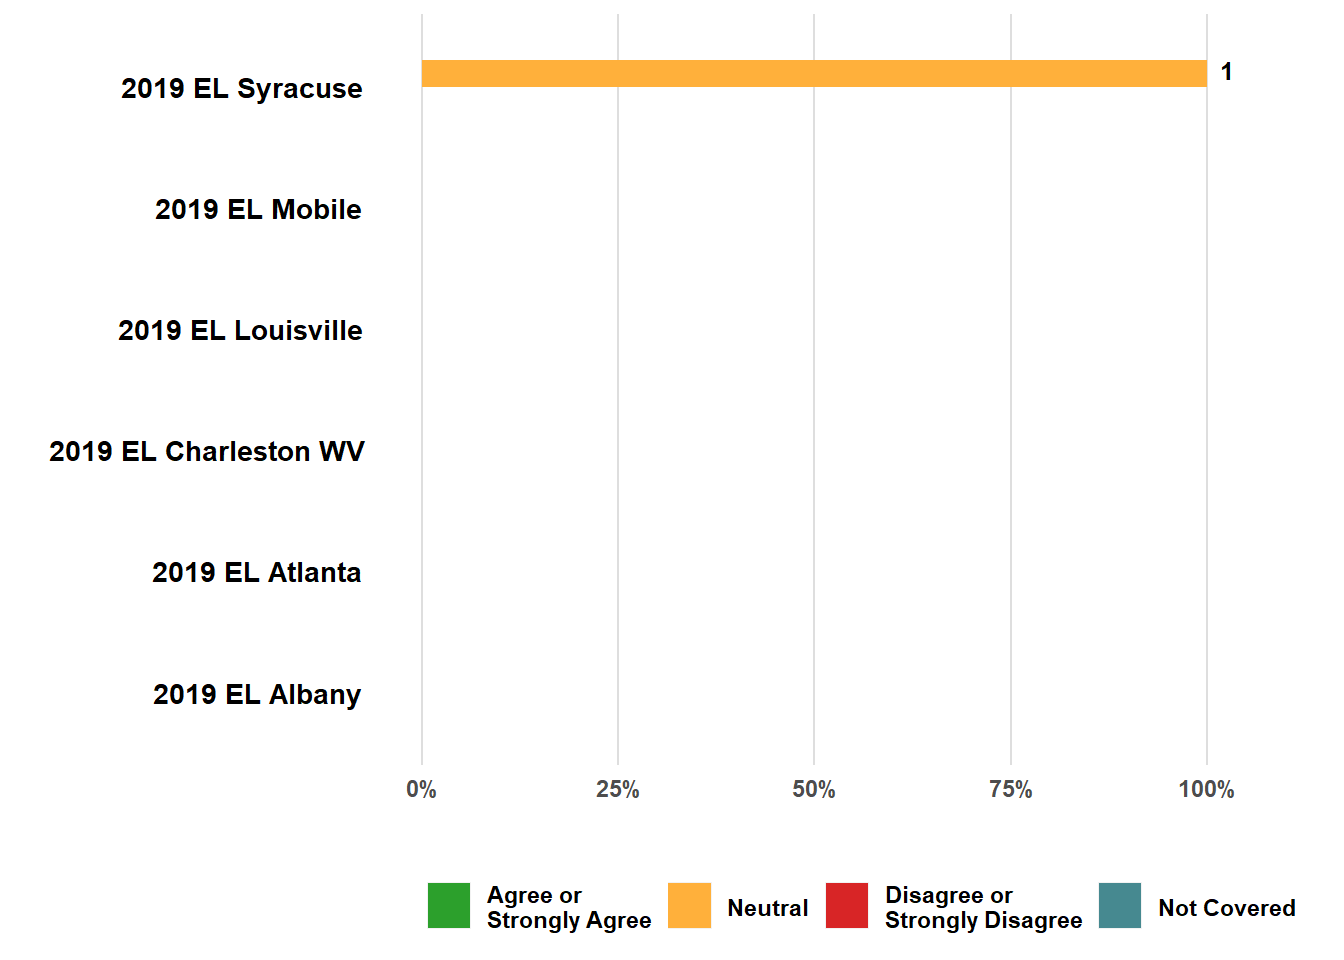 2019 EL Syracuse
1
2019 EL Mobile
2019 EL Louisville
2019 EL Charleston WV
2019 EL Atlanta
2019 EL Albany
0%
25%
50%
75%
100%
Agree or
Strongly Agree
Neutral
Disagree or
Strongly Disagree
Not Covered